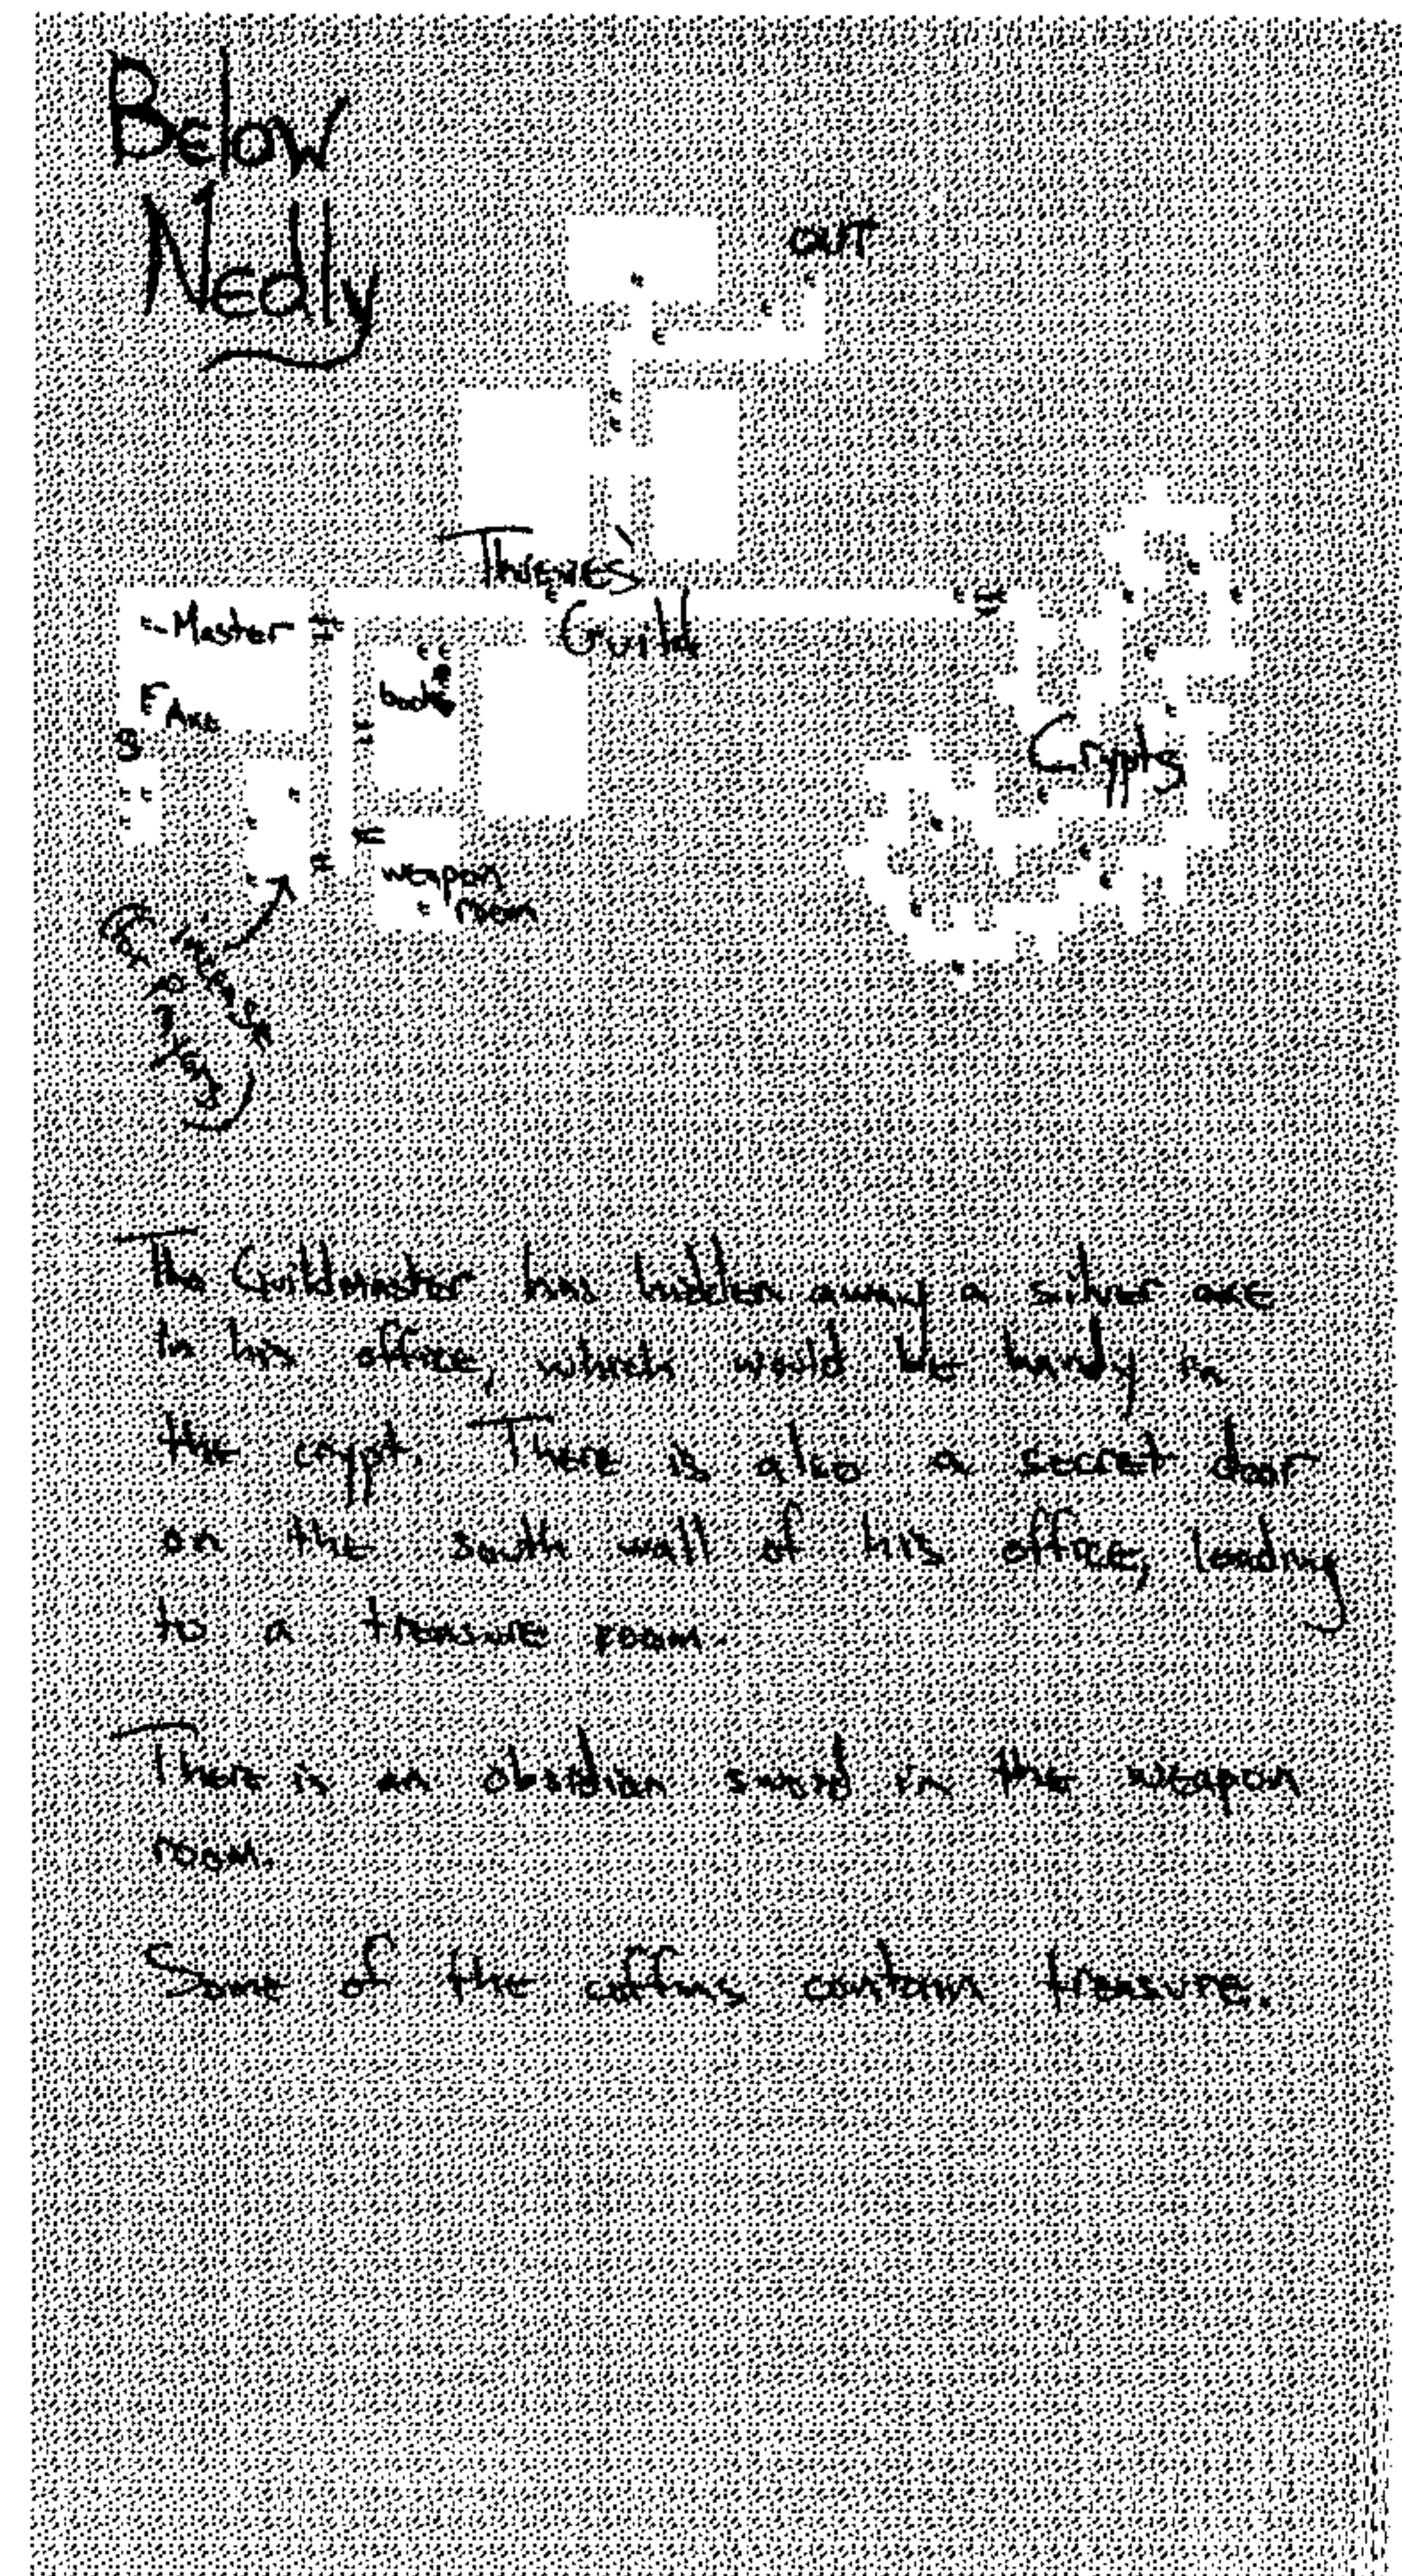 Below
Nedly
OUT
Thieves'
Guild
Master
Axe
S
books
weapon
room
Crypts
The Guildmaster has hidden away a silver axe
in his office, which would be handy in
the crypt. There is also a secret door
on the south wall of his office, leading
to a treasure room.
There is an obsidian sword in the weapon
room.
Some of the coffins contain treasure.